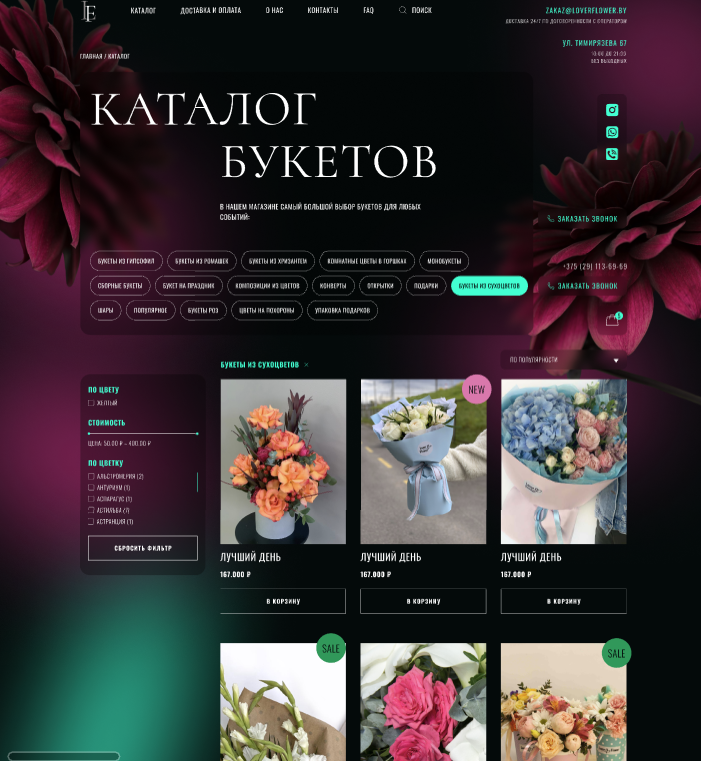 LF
КАТАЛОГ ДОСТАВКА И ОПЛАТА О НАС КОНТАКТЫ FAQ ПОИСК
ZAKAZ@LOVERFLOWER.BY
ДОСТАВКА 24/7 ПО ДОГОВОРЕННОСТИ С ОПЕРАТОРОМ
УЛ. ТИМИРЯЗЕВА 67
10:00 ДО 21:00
БЕЗ ВЫХОДНЫХ
ГЛАВНАЯ / КАТАЛОГ
КАТАЛОГ
БУКЕТОВ
В НАШЕМ МАГАЗИНЕ САМЫЙ БОЛЬШОЙ ВЫБОР БУКЕТОВ ДЛЯ ЛЮБЫХ
СОБЫТИЙ:
ЗАКАЗАТЬ ЗВОНОК
БУКЕТЫ ИЗ ГИПСОФИЛ БУКЕТЫ ИЗ РОМАШЕК БУКЕТЫ ИЗ ХРИЗАНТЕМ КОМНАТНЫЕ ЦВЕТЫ В ГОРШКАХ МОНОБУКЕТЫ
+375 (29) 113-69-69
СБОРНЫЕ БУКЕТЫ БУКЕТ НА ПРАЗДНИК КОМПОЗИЦИИ ИЗ ЦВЕТОВ КОНВЕРТЫ ОТКРЫТКИ ПОДАРКИ БУКЕТЫ ИЗ СУХОЦВЕТОВ
ЗАКАЗАТЬ ЗВОНОК
ШАРЫ ПОПУЛЯРНОЕ БУКЕТЫ РОЗ ЦВЕТЫ НА ПОХОРОНЫ УПАКОВКА ПОДАРКОВ
БУКЕТЫ ИЗ СУХОЦВЕТОВ ×
ПО ПОПУЛЯРНОСТИ
ПО ЦВЕТУ
ЖЕЛТЫЙ
СТОИМОСТЬ
ЦЕНА: 50.00 ₽ – 400.00 ₽
ПО ЦВЕТКУ
АЛЬСТРОМЕРИЯ (2)
АНТУРИУМ (1)
АСПАРАГУС (1)
АСТИЛЬБА (7)
АСТРАНЦИЯ (1)
СБРОСИТЬ ФИЛЬТР
NEW
ЛУЧШИЙ ДЕНЬ ЛУЧШИЙ ДЕНЬ ЛУЧШИЙ ДЕНЬ
167.000 ₽ 167.000 ₽ 167.000 ₽
В КОРЗИНУ В КОРЗИНУ В КОРЗИНУ
SALE SALE